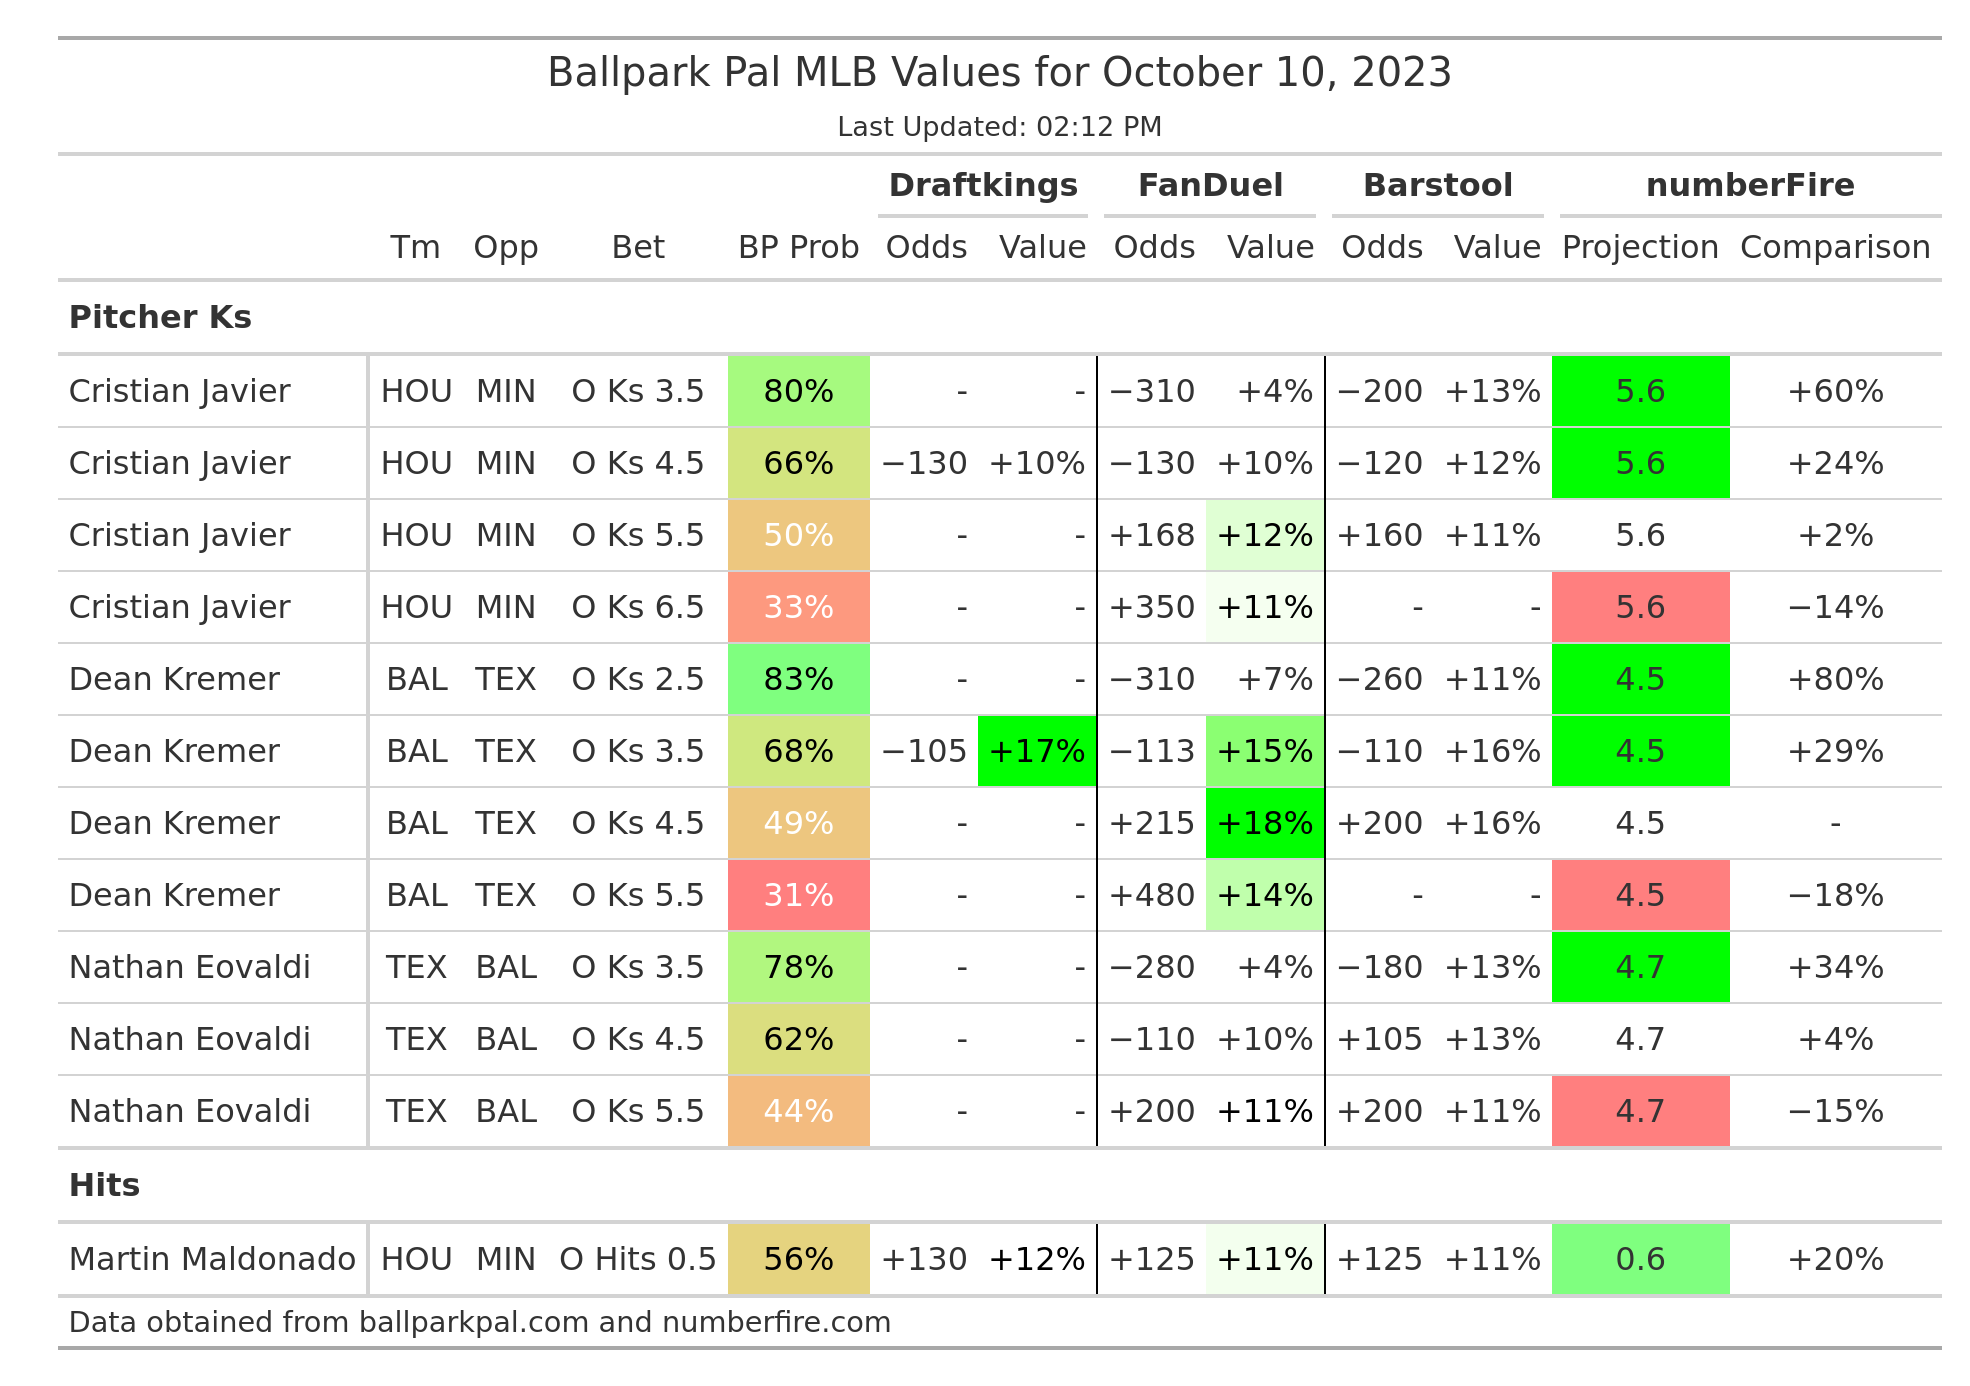 Ballpark Pal MLB Values for October 10, 2023
Last Updated: 02:12 PM
Draftkings FanDuel Barstool numberFire
Tm Opp Bet BP Prob Odds Value Odds Value Odds Value Projection Comparison
Pitcher Ks
Cristian Javier HOU MIN O Ks 3.5 80% - - −310 +4% −200 +13% 5.6 +60%
Cristian Javier HOU MIN O Ks 4.5 66% −130 +10% −130 +10% −120 +12% 5.6 +24%
Cristian Javier HOU MIN O Ks 5.5 50% - - +168 +12% +160 +11% 5.6 +2%
Cristian Javier HOU MIN O Ks 6.5 33% - - +350 +11% - - 5.6 −14%
Dean Kremer BAL TEX O Ks 2.5 83% - - −310 +7% −260 +11% 4.5 +80%
Dean Kremer BAL TEX O Ks 3.5 68% −105 +17% −113 +15% −110 +16% 4.5 +29%
Dean Kremer BAL TEX O Ks 4.5 49% - - +215 +18% +200 +16% 4.5 -
Dean Kremer BAL TEX O Ks 5.5 31% - - +480 +14% - - 4.5 −18%
Nathan Eovaldi TEX BAL O Ks 3.5 78% - - −280 +4% −180 +13% 4.7 +34%
Nathan Eovaldi TEX BAL O Ks 4.5 62% - - −110 +10% +105 +13% 4.7 +4%
Nathan Eovaldi TEX BAL O Ks 5.5 44% - - +200 +11% +200 +11% 4.7 −15%
Hits
Martin Maldonado HOU MIN O Hits 0.5 56% +130 +12% +125 +11% +125 +11% 0.6 +20%
Data obtained from ballparkpal.com and numberfire.com